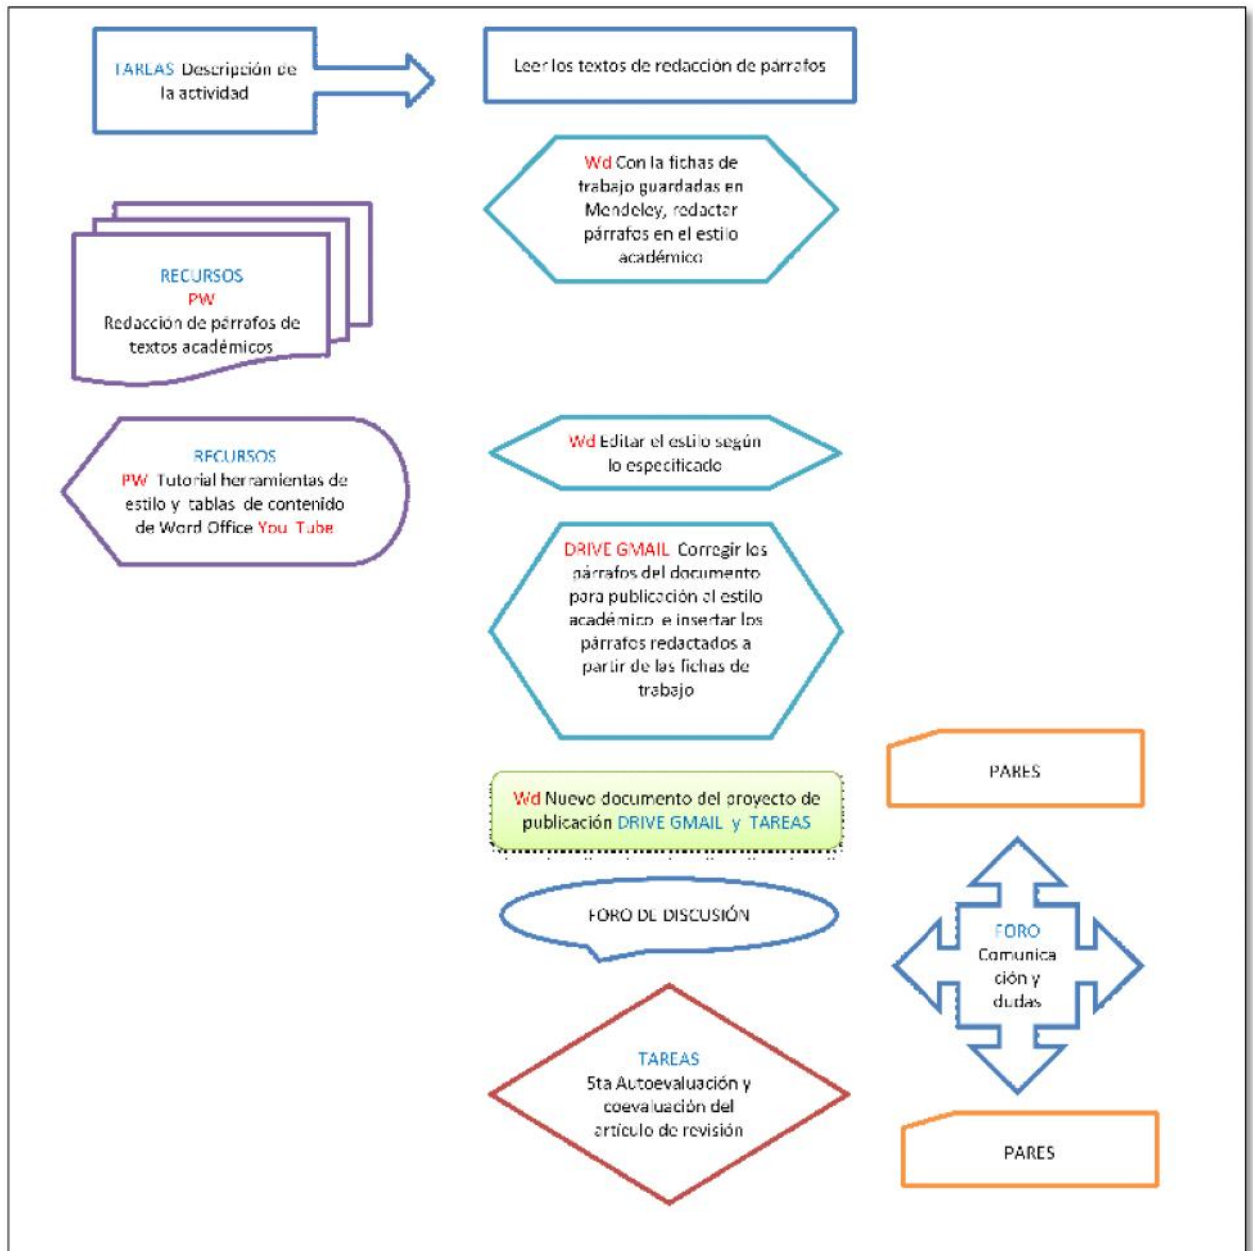 TAREAS Descripción de
la actividad
Leer los textos de redacción de párrafos
Wd Con la fichas de
trabajo guardadas en
Mendeley, redactar
párrafos en el estilo
académico
RECURSOS
PW
Redacción de párrafos de
textos académicos
RECURSOS
PW Tutorial herramientas de
estilo y tablas de contenido
de Word Office You Tube
Wd Editar el estilo según
lo especificado
DRIVE GMAIL Corregir los
párrafos del documento
para publicación al estilo
académico e insertar los
párrafos redactados a
partir de las fichas de
trabajo
PARES
Wd Nuevo documento del proyecto de
publicación DRIVE GMAIL y TAREAS
FORO DE DISCUSIÓN
FORO
Comunica
ción y
dudas
TAREAS
5ta Autoevaluación y
coevaluación del
artículo de revisión
PARES